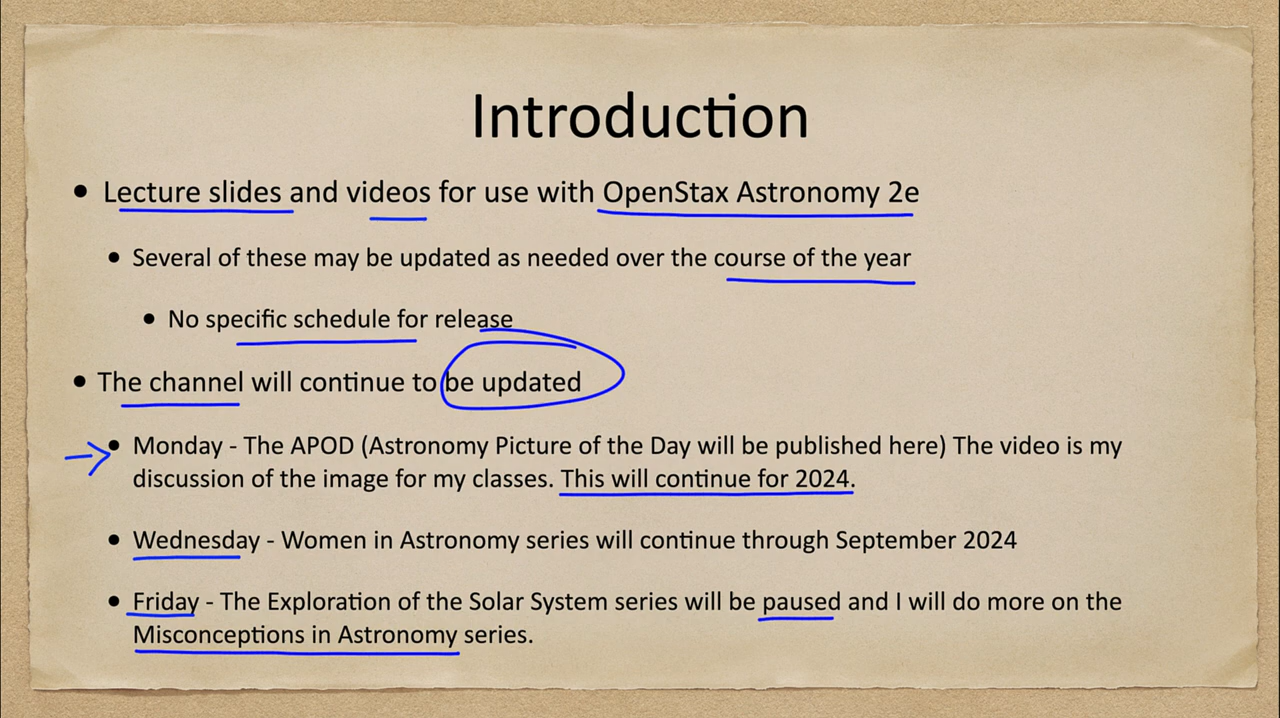 Introduction
• Lecture slides and videos for use with OpenStax Astronomy 2e
• Several of these may be updated as needed over the course of the year
• No specific schedule for release
• The channel will continue to be updated
• Monday - The APOD (Astronomy Picture of the Day will be published here) The video is my
discussion of the image for my classes. This will continue for 2024.
• Wednesday - Women in Astronomy series will continue through September 2024
• Friday - The Exploration of the Solar System series will be paused and I will do more on the
Misconceptions in Astronomy series.